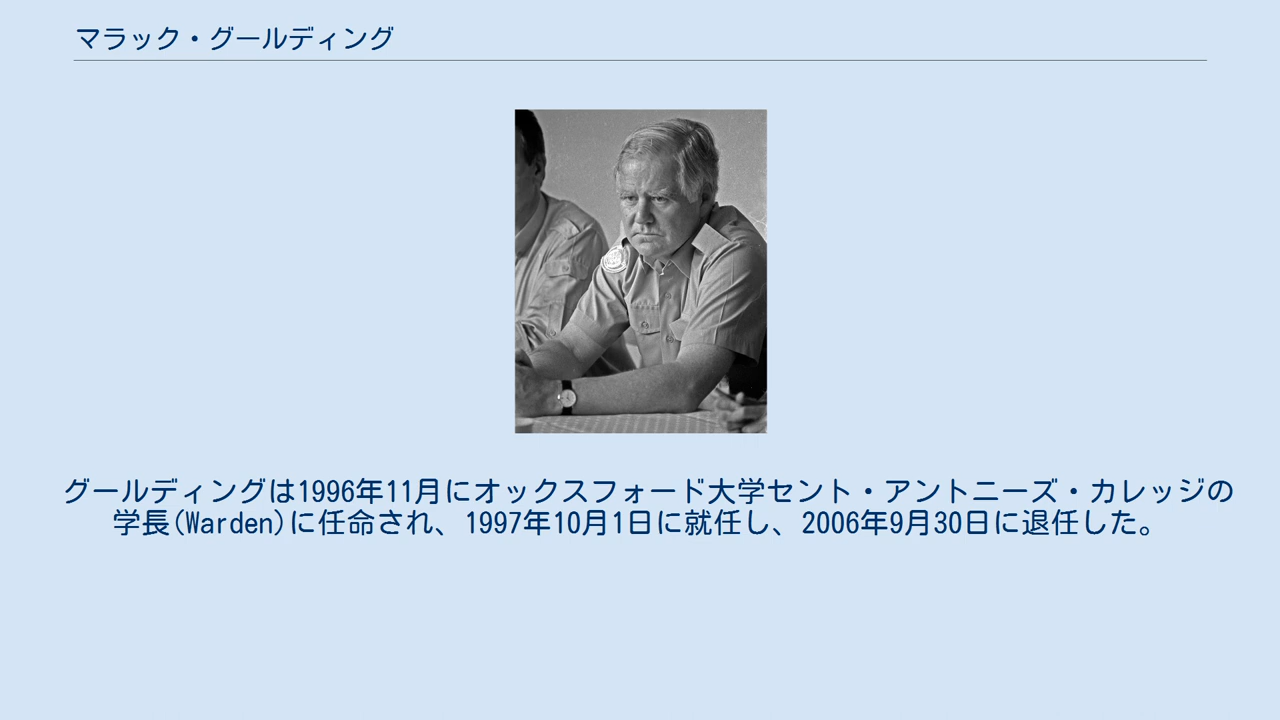 マラック・グールディング
グールディングは1996年11月にオックスフォード大学セント・アントニーズ・カレッジの
学長(Warden)に任命され、1997年10月1日に就任し、2006年9月30日に退任した。